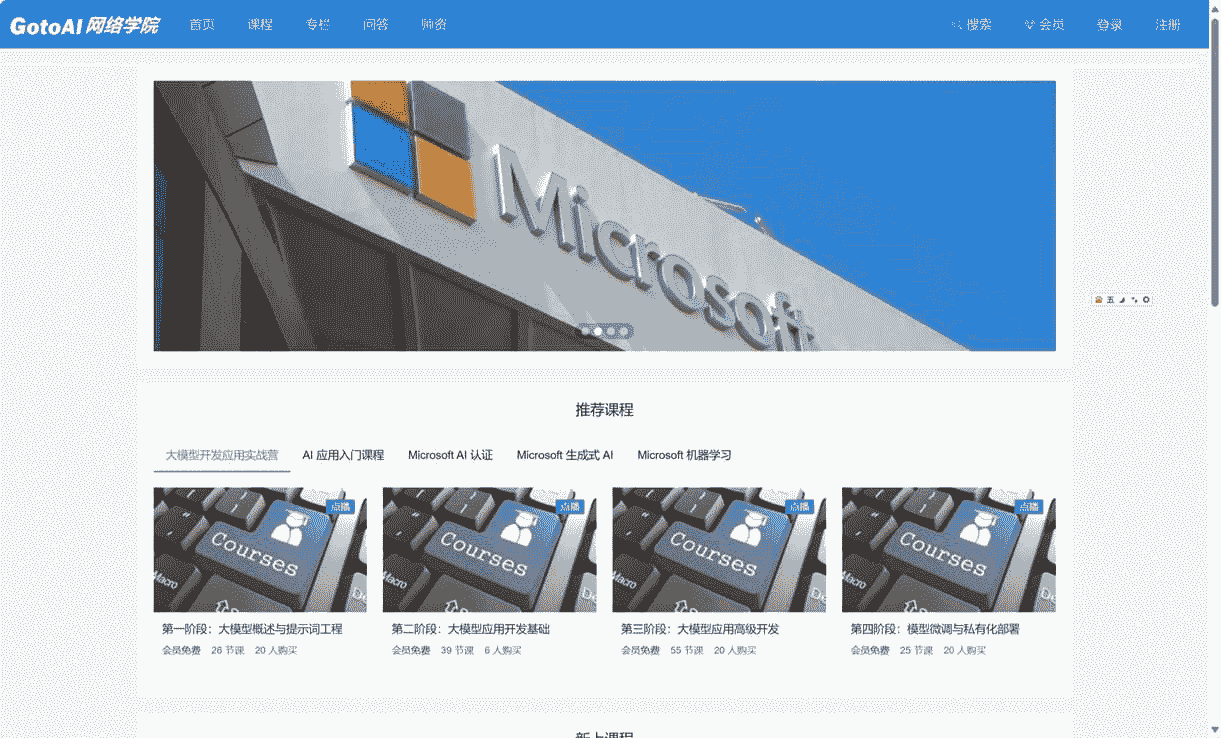 GotoAI 网络学院 首页 课程 专栏 问答 师资 搜索 会员 登录 注册
Microsoft
五
推荐课程
大模型开发应用实战营 AI 应用入门课程 Microsoft AI 认证 Microsoft 生成式 AI Microsoft 机器学习
点播 点播 点播 点播
Courses Courses Courses Courses
Macro Macro Macro Macro
第一阶段：大模型概述与提示词工程 第二阶段：大模型应用开发基础 第三阶段：大模型应用高级开发 第四阶段：模型微调与私有化部署
会员免费 26 节课 20 人购买 会员免费 39 节课 6 人购买 会员免费 55 节课 20 人购买 会员免费 25 节课 20 人购买
新上课程